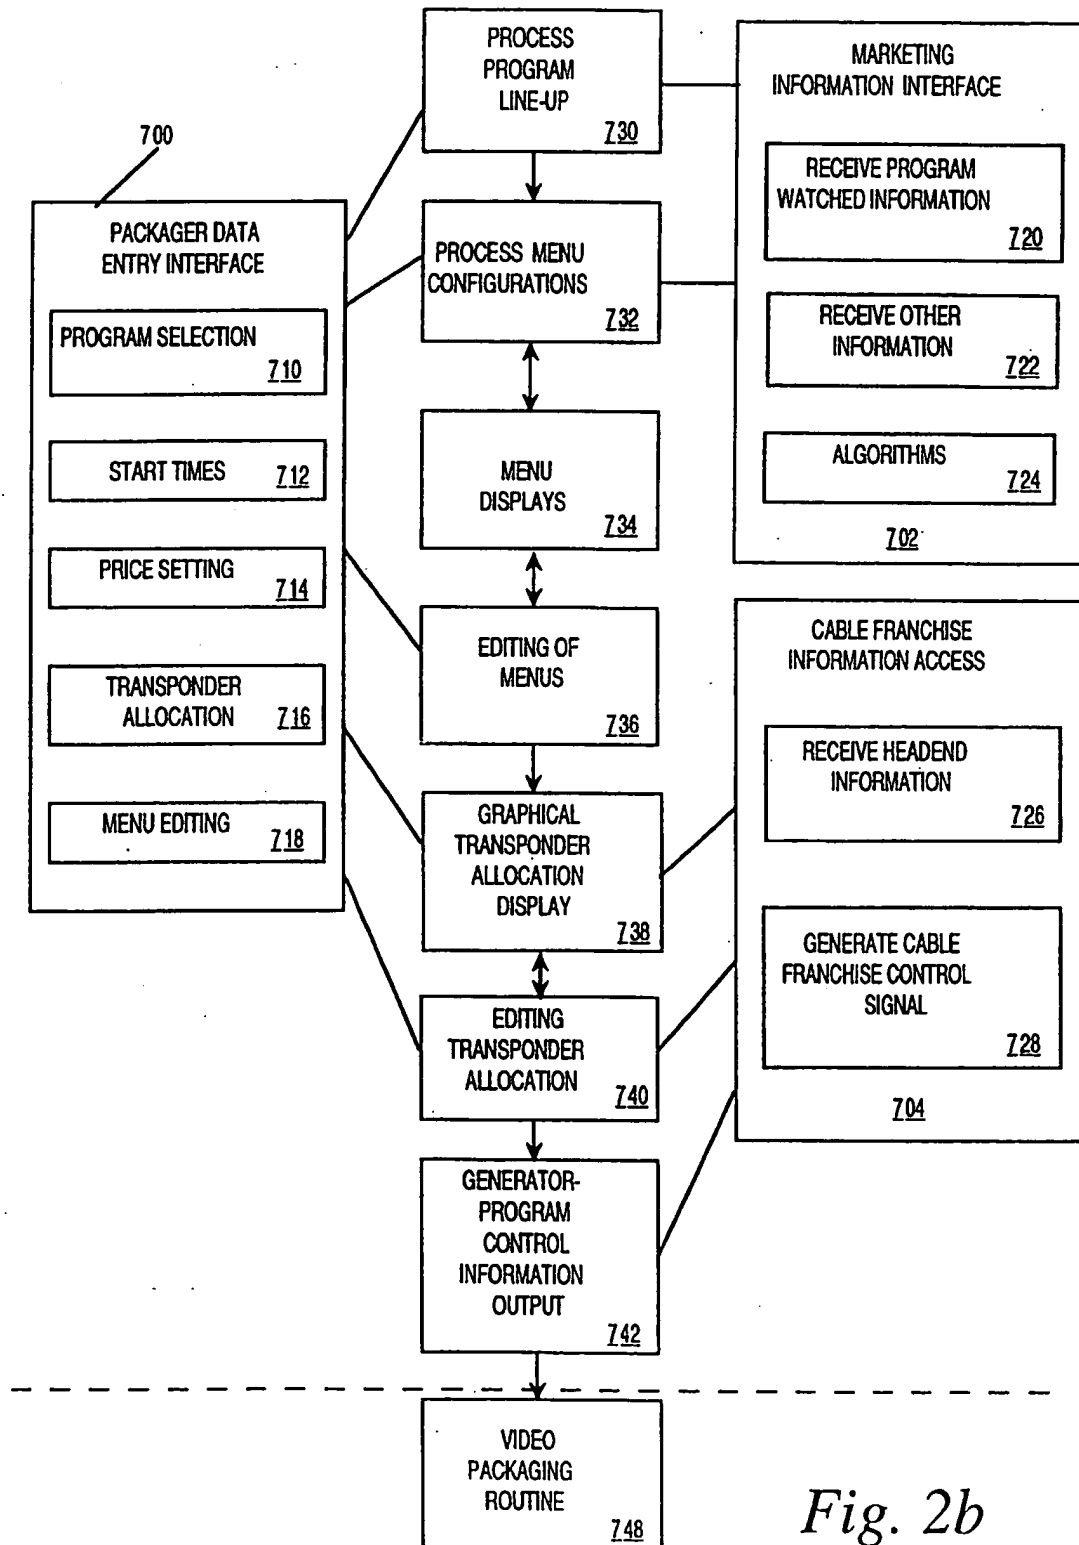 700
PACKAGER DATA
ENTRY INTERFACE
PROGRAM SELECTION
710
START TIMES 712
PRICE SETTING
714
TRANSPONDER
ALLOCATION 716
MENU EDITING
718
PROCESS
PROGRAM
LINE-UP
730
PROCESS MENU
CONFIGURATIONS
732
MENU
DISPLAYS
734
EDITING OF
MENUS
736
GRAPHICAL
TRANSPONDER
ALLOCATION
DISPLAY
738
EDITING
TRANSPONDER
ALLOCATION
740
GENERATOR-
PROGRAM
CONTROL
INFORMATION
OUTPUT
742
VIDEO
PACKAGING
ROUTINE
748
MARKETING
INFORMATION INTERFACE
RECEIVE PROGRAM
WATCHED INFORMATION
720
RECEIVE OTHER
INFORMATION
722
ALGORITHMS
724
702
CABLE FRANCHISE
INFORMATION ACCESS
RECEIVE HEADEND
INFORMATION
726
GENERATE CABLE
FRANCHISE CONTROL
SIGNAL
728
704
Fig. 2b